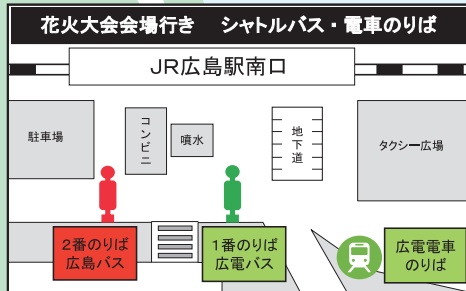 花火大会会場行き　シャトルバス・電車のりば
JR広島駅南口
駐車場
コンビニ
噴水
地下道
タクシー広場
2番のりば
広島バス
1番のりば
広電バス
広電電車
のりば